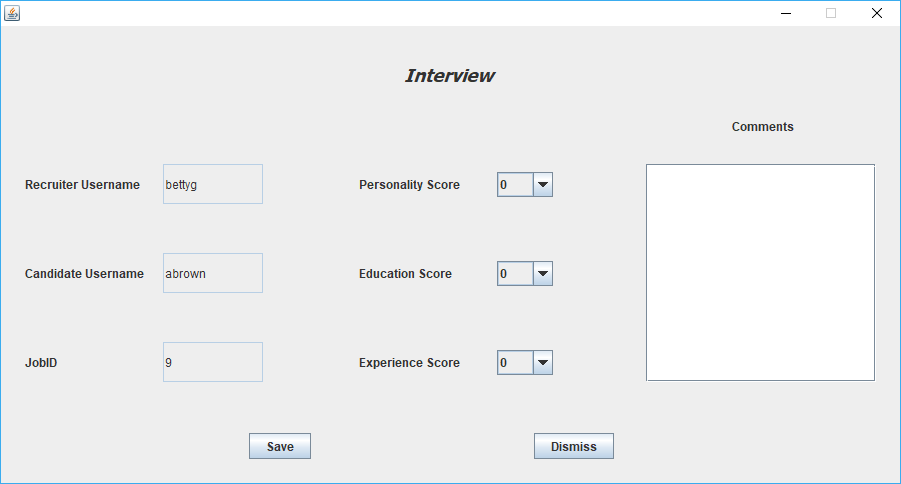 Interview
Comments
Recruiter Username bettyg Personality Score 0
Candidate Username abrown Education Score 0
JobID 9 Experience Score 0
Save Dismiss